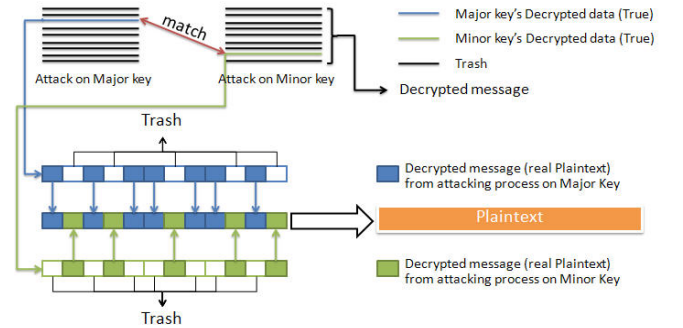 match
Attack on Major key
Attack on Minor key
Major key's Decrypted data (True)
Minor key's Decrypted data (True)
Trash
Decrypted message
Trash
Decrypted message (real Plaintext)
from attacking process on Major Key
Plaintext
Decrypted message (real Plaintext)
from attacking process on Minor Key
Trash